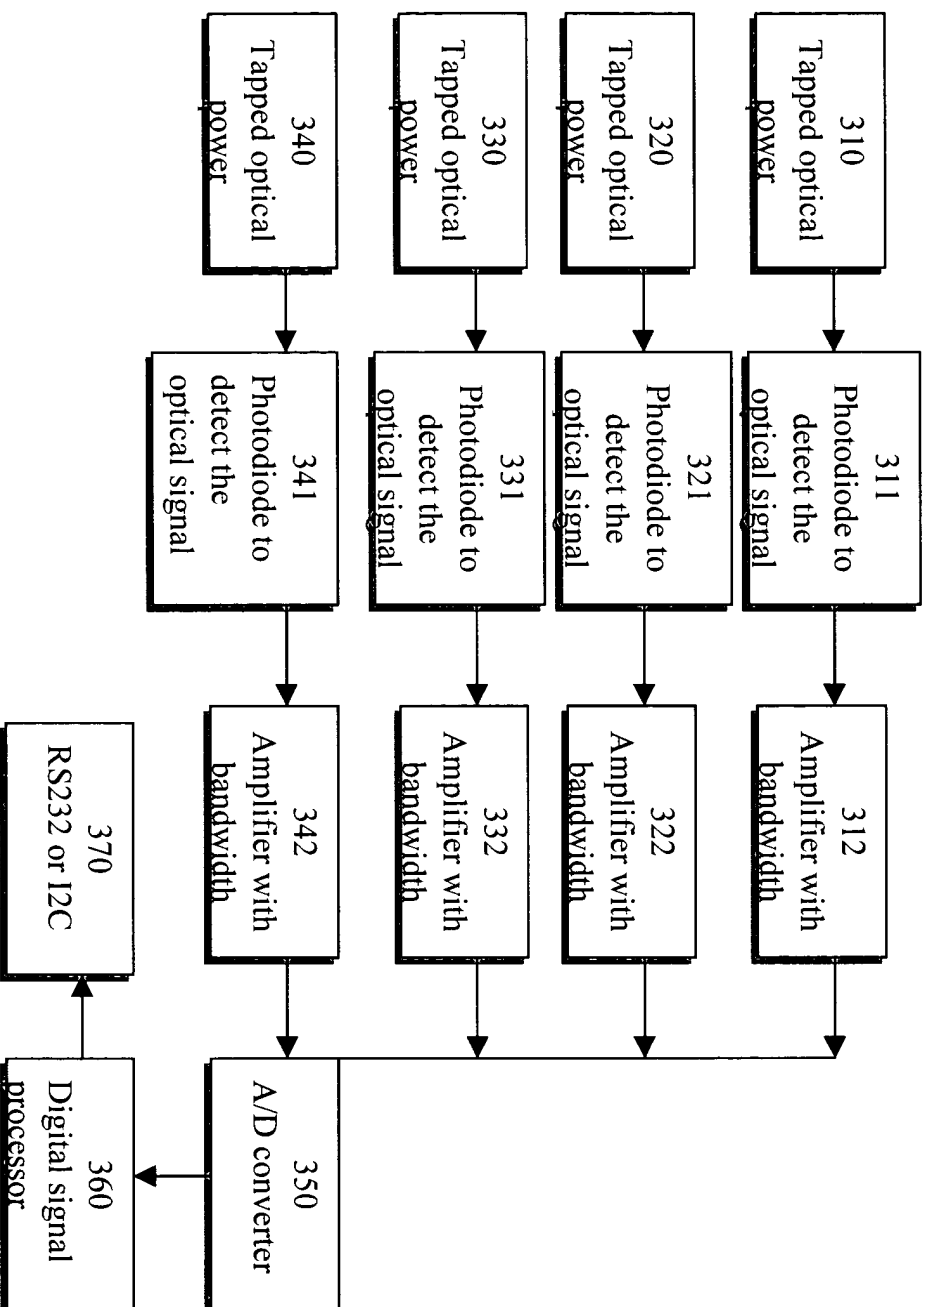 310
Tapped optical
power
311
Photodiode to
detect the
optical signal
312
Amplifier with
bandwidth
320
Tapped optical
power
321
Photodiode to
detect the
optical signal
322
Amplifier with
bandwidth
330
Tapped optical
power
331
Photodiode to
detect the
optical signal
332
Amplifier with
bandwidth
340
Tapped optical
power
341
Photodiode to
detect the
optical signal
342
Amplifier with
bandwidth
350
A/D converter
360
Digital signal
processor
370
RS232 or I2C